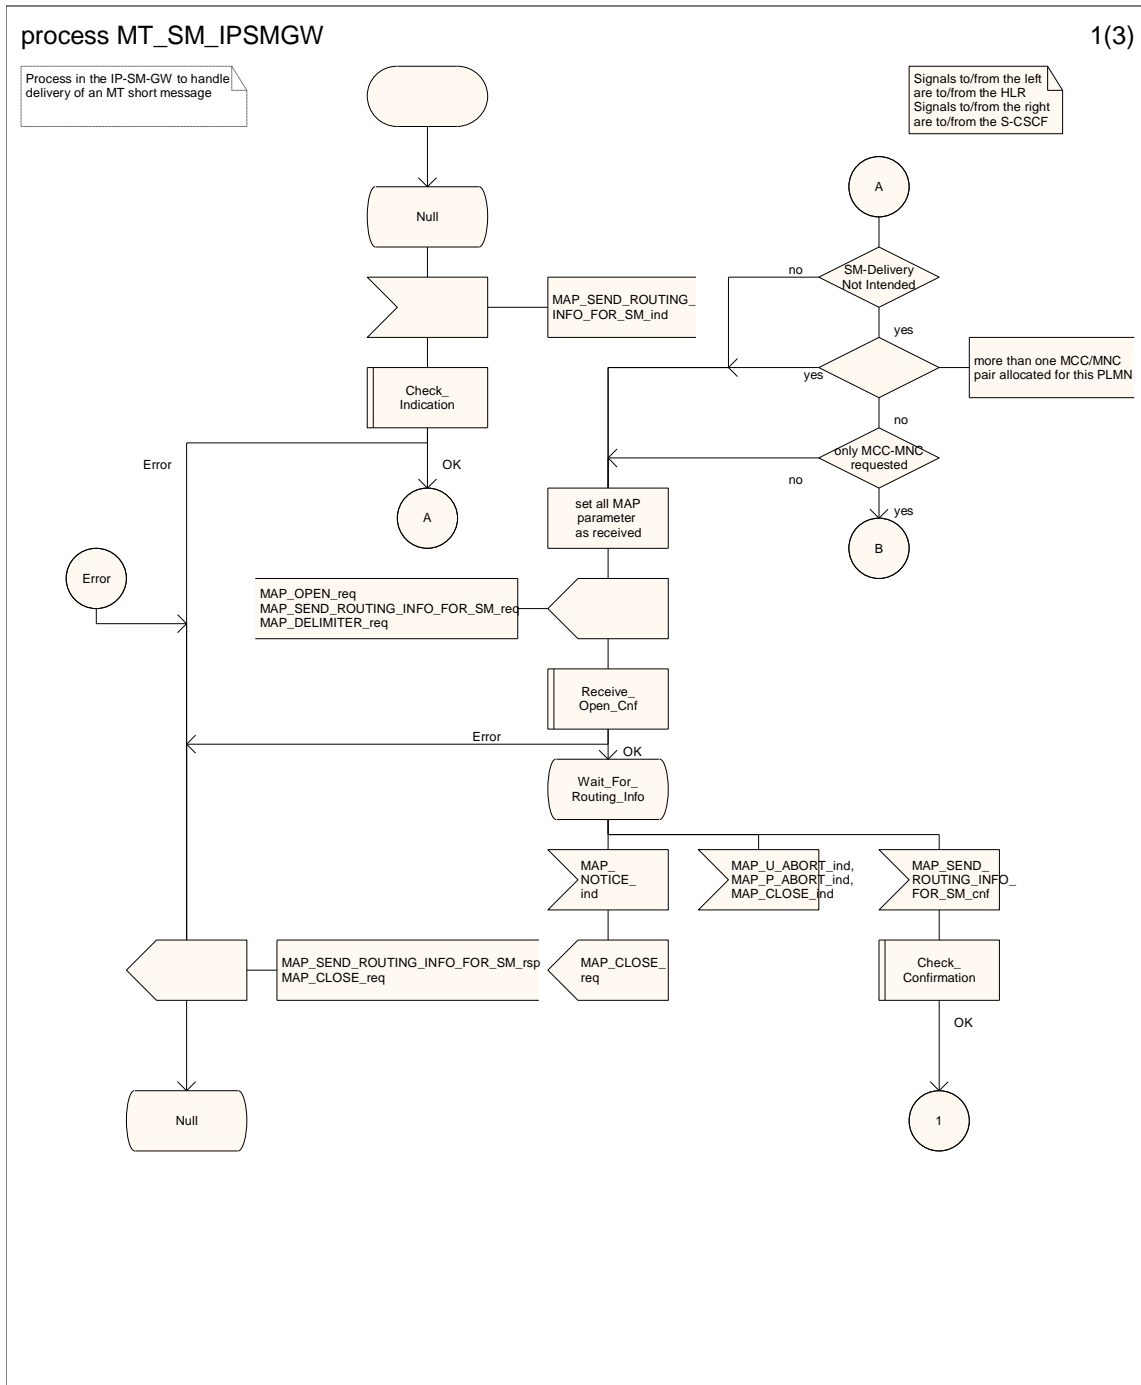 process MT_SM_IPSMGW
1(3)
Process in the IP-SM-GW to handle
delivery of an MT short message
Signals to/from the left
are to/from the HLR
Signals to/from the right
are to/from the S-CSCF
Null
MAP_SEND_ROUTING_
INFO_FOR_SM_ind
Check_
Indication
Error
OK
A
Error
A
SM-Delivery
Not Intended
no
yes
more than one MCC/MNC
pair allocated for this PLMN
yes
no
only MCC-MNC
requested
no
yes
B
set all MAP
parameter
as received
MAP_OPEN_req
MAP_SEND_ROUTING_INFO_FOR_SM_req
MAP_DELIMITER_req
Receive_
Open_Cnf
Error
OK
Wait_For_
Routing_Info
MAP_
NOTICE_
ind
MAP_U_ABORT_ind,
MAP_P_ABORT_ind,
MAP_CLOSE_ind
MAP_SEND_
ROUTING_INFO_
FOR_SM_cnf
MAP_SEND_ROUTING_INFO_FOR_SM_rsp
MAP_CLOSE_req
MAP_CLOSE_
req
Check_
Confirmation
OK
Null
1